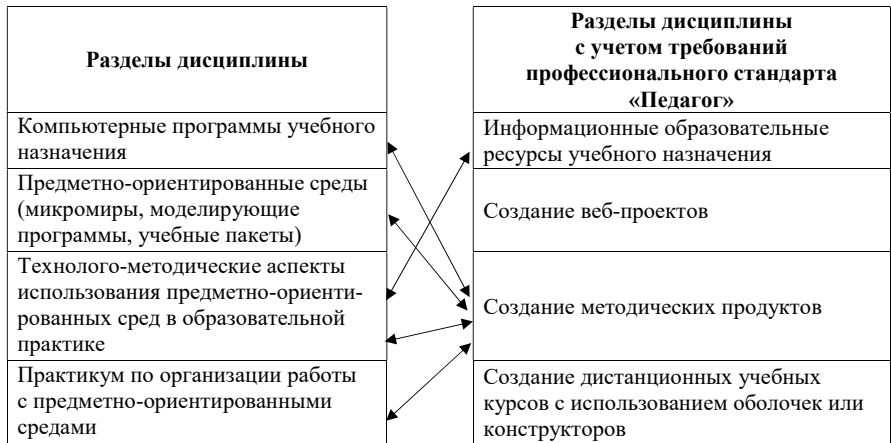 Разделы дисциплины
Разделы дисциплины
с учетом требований
профессионального стандарта
«Педагог»
Компьютерные программы учебного
назначения
Информационные образовательные
ресурсы учебного назначения
Предметно-ориентированные среды
(микромиры, моделирующие
программы, учебные пакеты)
Создание веб-проектов
Технолого-методические аспекты
использования предметно-ориенти-
рованных сред в образовательной
практике
Создание методических продуктов
Практикум по организации работы
с предметно-ориентированными
средами
Создание дистанционных учебных
курсов с использованием оболочек или
конструкторов